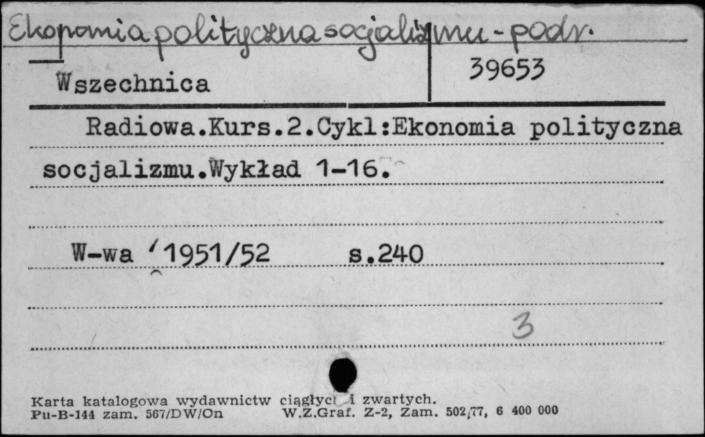 Ekonomia polityczna socjalizmu - podr.
39653
Wszechnica
Radiowa.Kurs.2.Cykl:Ekonomia polityczna
socjalizmu.Wykład 1-16.
W-wa /1951/52 s.240
3
Karta katalogowa wydawnictw ciągłyc i zwartych.
Pu-B-144 zam. 567/DW/On W.Z.Graf. Z-2, Zam. 502/77, 6 400 000